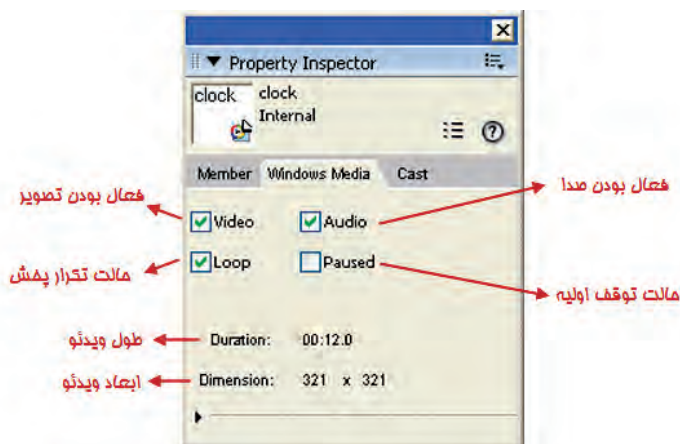 Property Inspector
clock
clock
Internal
Member Windows Media Cast
فعال بودن تصویر
Video
Audio
فعال بودن صدا
حالت تکرار پخش
Loop
Paused
حالت توقف اولیه
طول ویدئو
Duration: 00:12.0
ابعاد ویدئو
Dimension: 321 x 321